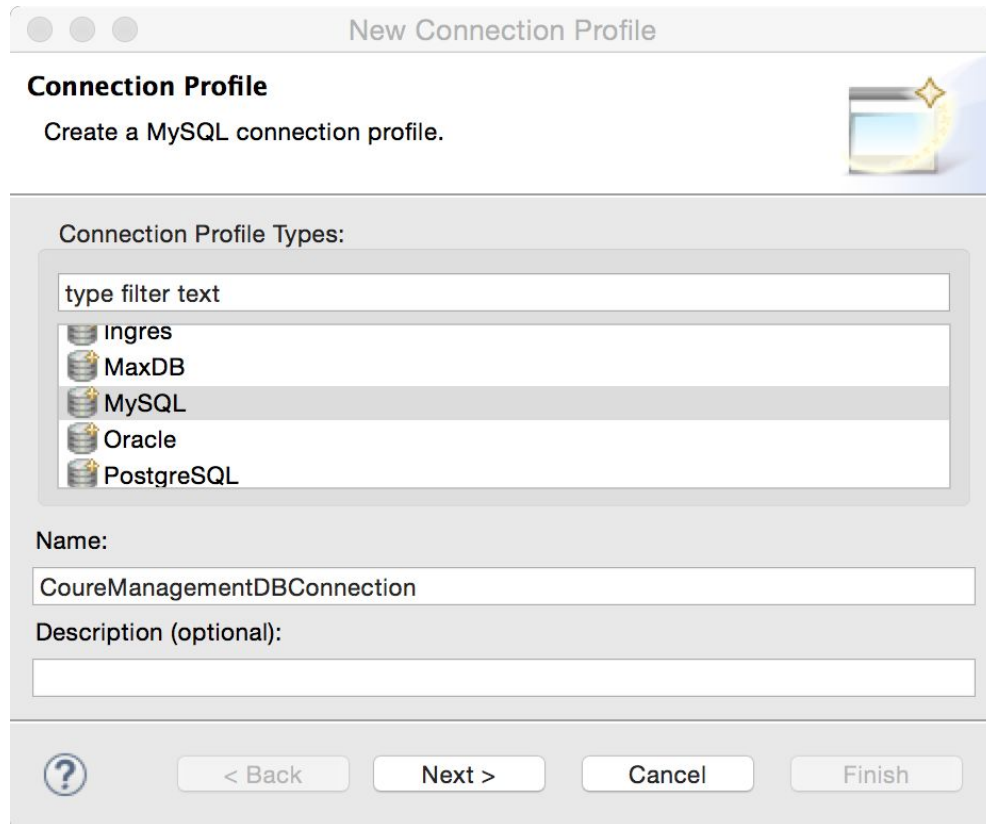 New Connection Profile
Connection Profile
Create a MySQL connection profile.
Connection Profile Types:
type filter text
Ingres
MaxDB
MySQL
Oracle
PostgreSQL
Name:
CoureManagementDBConnection
Description (optional):
?
< Back
Next >
Cancel
Finish